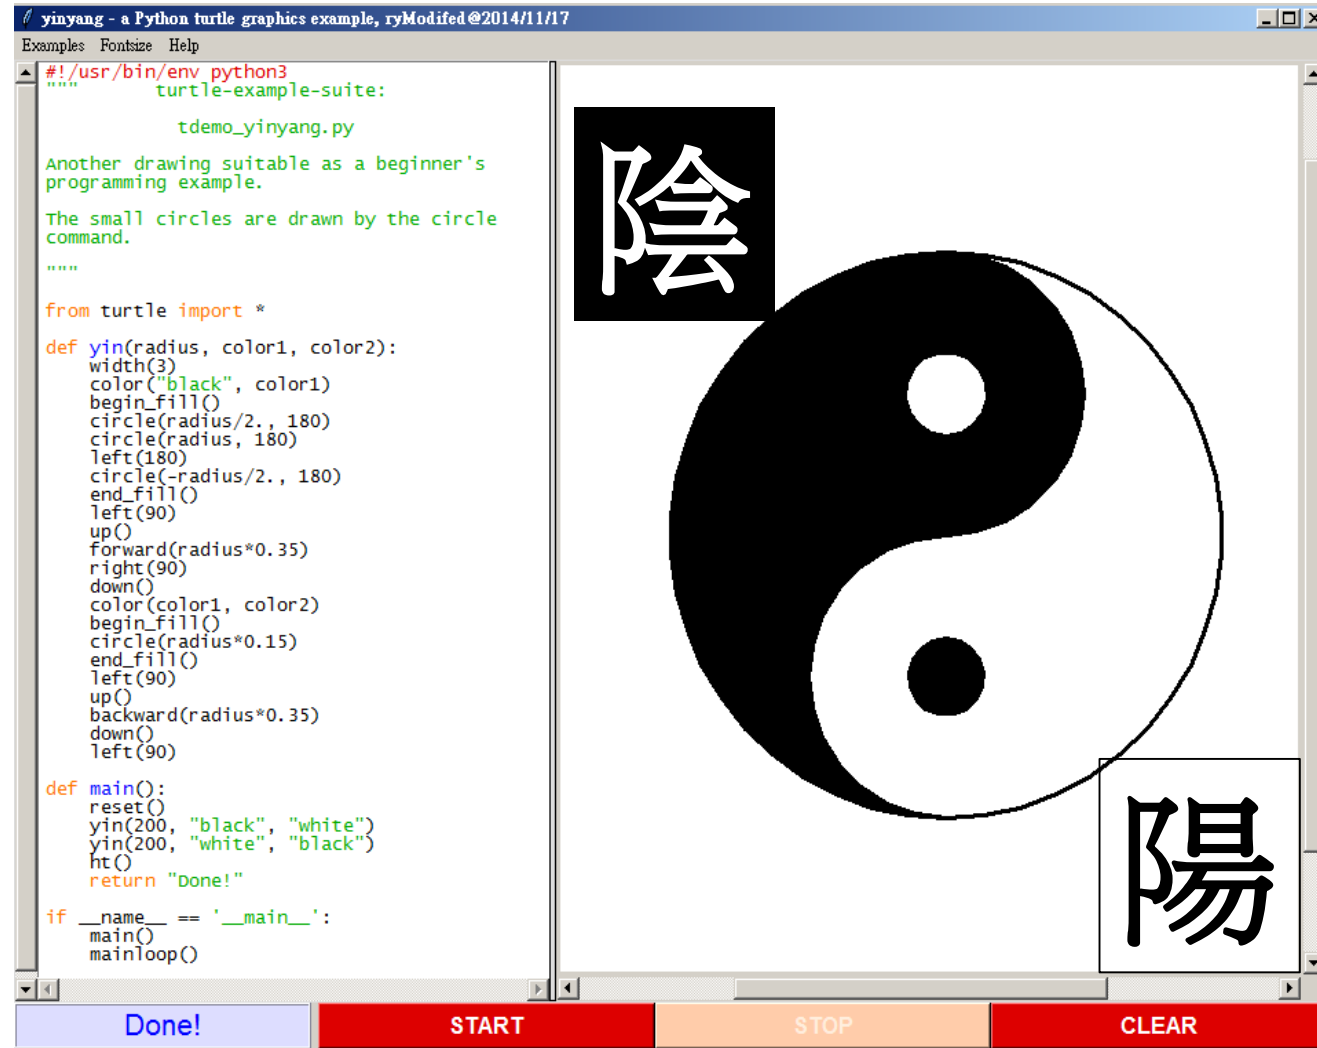 yinyang - a Python turtle graphics example, ryModifed@2014/11/17
Examples Fontsize Help
#!/usr/bin/env python3
"""       turtle-example-suite:
            tdemo_yinyang.py
Another drawing suitable as a beginner's
programming example.
The small circles are drawn by the circle
command.
"""
from turtle import *
def yin(radius, color1, color2):
    width(3)
    color("black", color1)
    begin_fill()
    circle(radius/2., 180)
    circle(radius, 180)
    left(180)
    circle(-radius/2., 180)
    end_fill()
    left(90)
    up()
    forward(radius*0.35)
    right(90)
    down()
    color(color1, color2)
    begin_fill()
    circle(radius*0.15)
    end_fill()
    left(90)
    up()
    backward(radius*0.35)
    down()
    left(90)
def main():
    reset()
    yin(200, "black", "white")
    yin(200, "white", "black")
    ht()
    return "Done!"
if __name__ == '__main__':
    main()
    mainloop()
陰
陽
Done! START STOP CLEAR